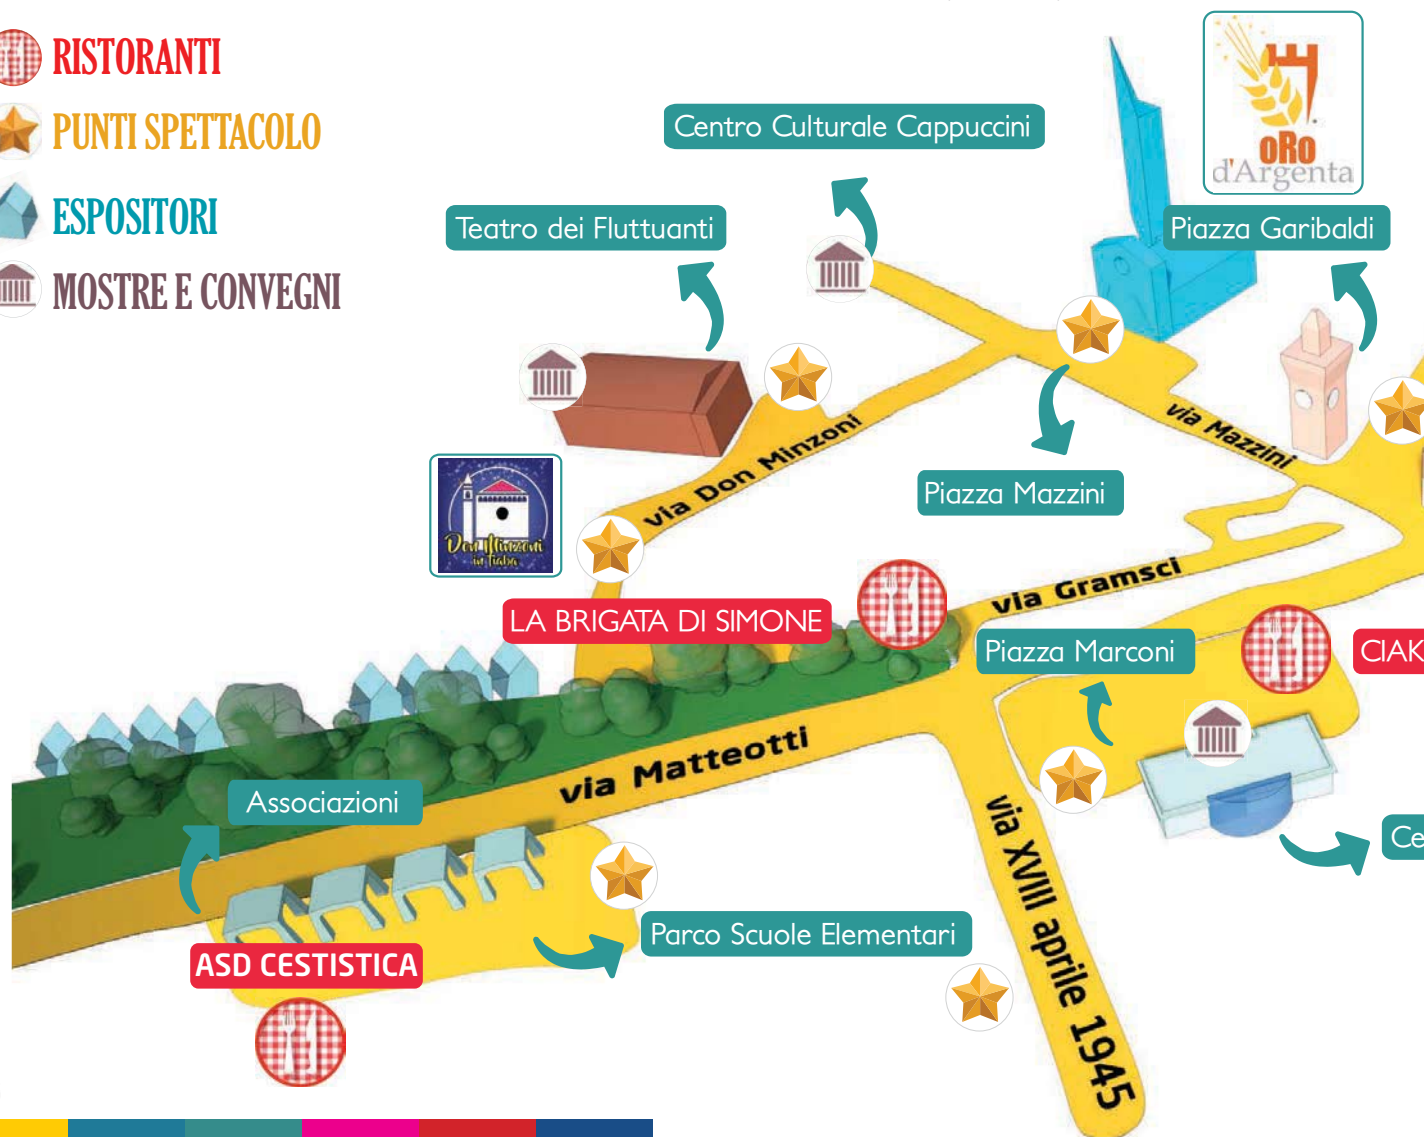 RISTORANTI
PUNTI SPETTACOLO
ESPOSITORI
MOSTRE E CONVEGNI
oRo
d'Argenta
Centro Culturale Cappuccini
Teatro dei Fluttuanti
Piazza Garibaldi
via Mazzini
via Don Minzoni
Piazza Mazzini
Don Minzoni
in fiaba
via Gramsci
LA BRIGATA DI SIMONE
Piazza Marconi
CIAK
via Matteotti
Associazioni
Ce
via XVIII aprile 1945
Parco Scuole Elementari
ASD CESTISTICA